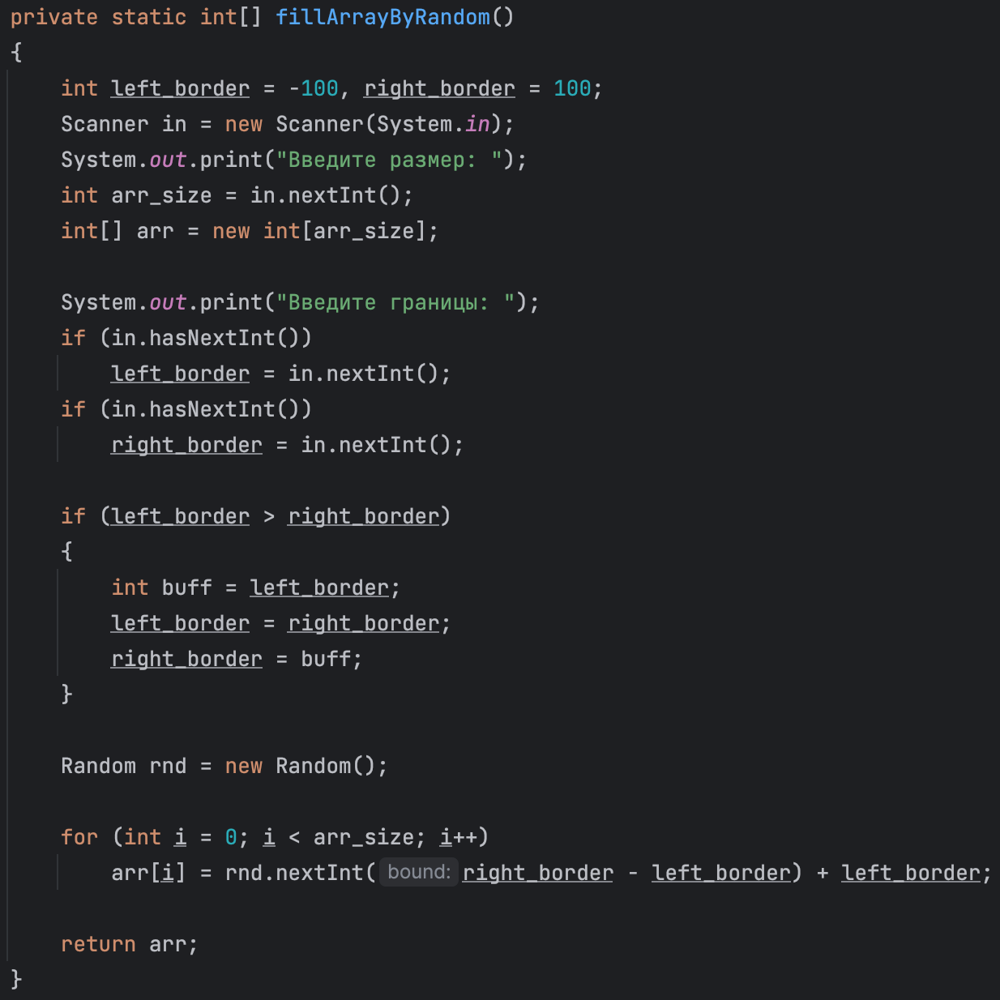 private static int[] fillArrayByRandom()
{
    int left_border = -100, right_border = 100;
    Scanner in = new Scanner(System.in);
    System.out.print("Введите размер: ");
    int arr_size = in.nextInt();
    int[] arr = new int[arr_size];

    System.out.print("Введите границы: ");
    if (in.hasNextInt())
        left_border = in.nextInt();
    if (in.hasNextInt())
        right_border = in.nextInt();

    if (left_border > right_border)
    {
        int buff = left_border;
        left_border = right_border;
        right_border = buff;
    }

    Random rnd = new Random();

    for (int i = 0; i < arr_size; i++)
        arr[i] = rnd.nextInt( bound: right_border - left_border) + left_border;

    return arr;
}